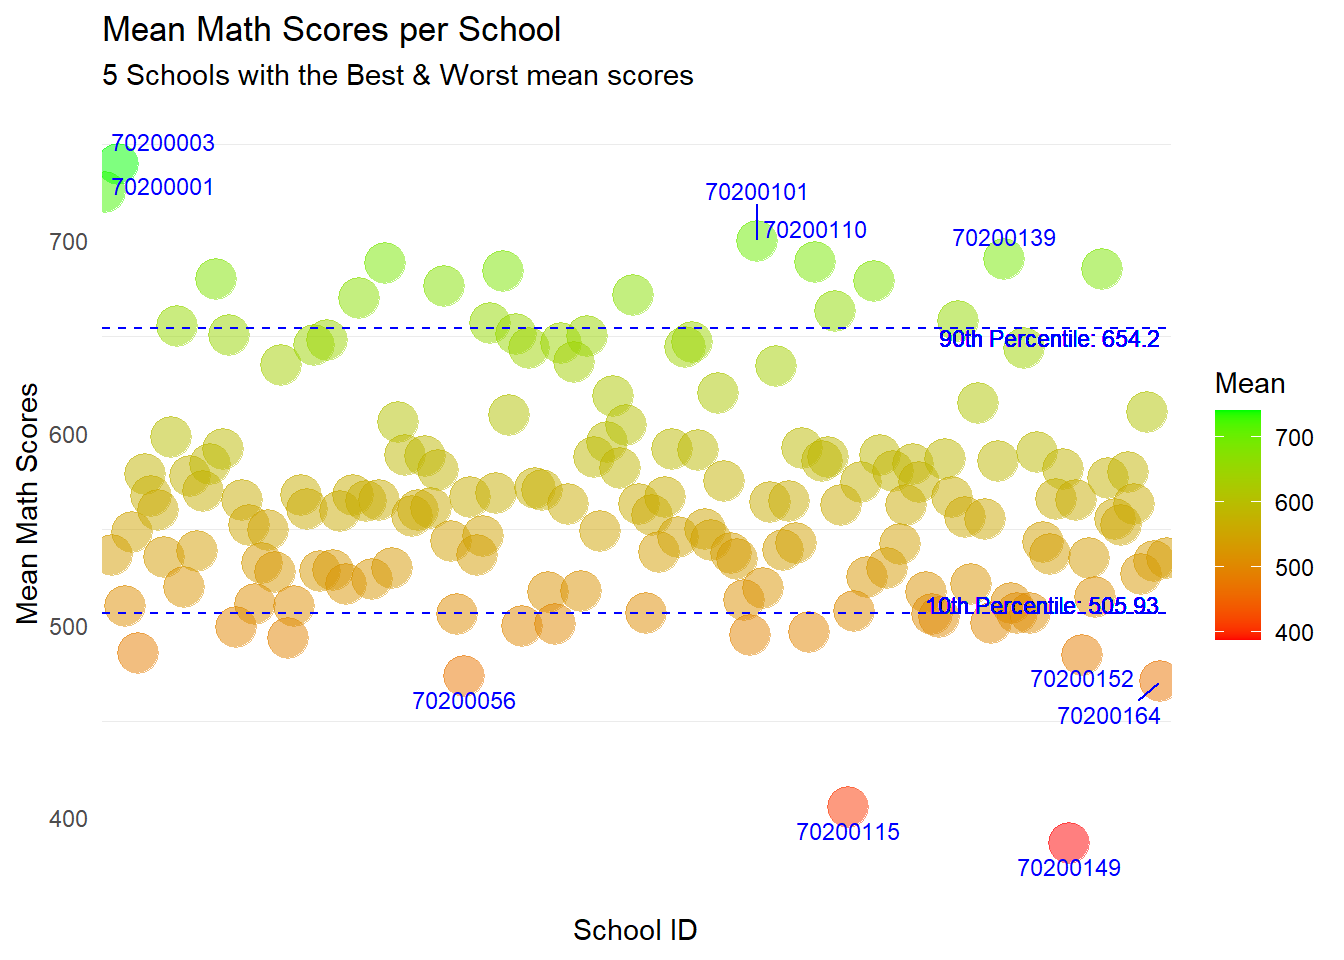 Mean Math Scores per School
5 Schools with the Best & Worst mean scores
70200003
70200001
70200101
70200110
70200139
700
90th Percentile: 654.2
Mean
700
600
500
400
600
Mean Math Scores
10th Percentile: 505.93
500
70200152
70200056
70200164
400
70200115
70200149
School ID